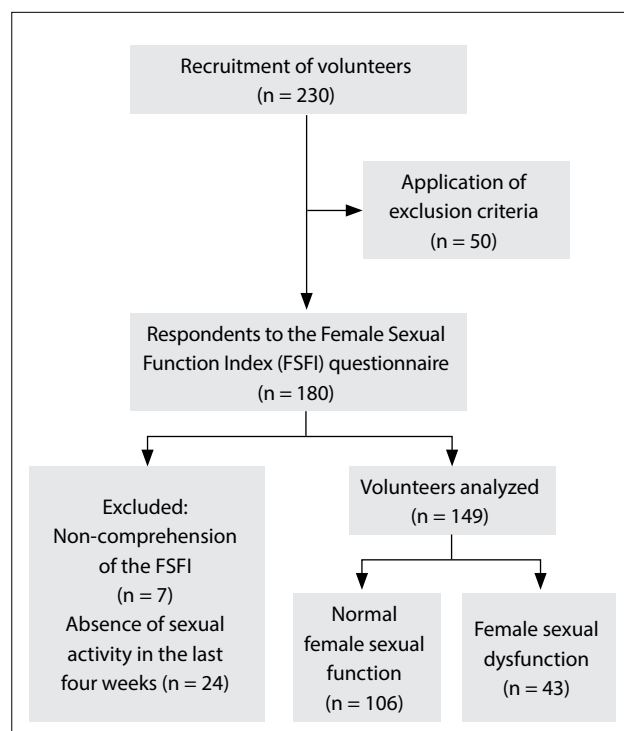 Recruitment of volunteers
(n = 230)
Application of
exclusion criteria
(n = 50)
Respondents to the Female Sexual
Function Index (FSFI) questionnaire
(n = 180)
Excluded:
Non-comprehension
of the FSFI
(n = 7)
Absence of sexual
activity in the last
four weeks (n = 24)
Volunteers analyzed
(n = 149)
Normal
female sexual
function
(n = 106)
Female sexual
dysfunction
(n = 43)